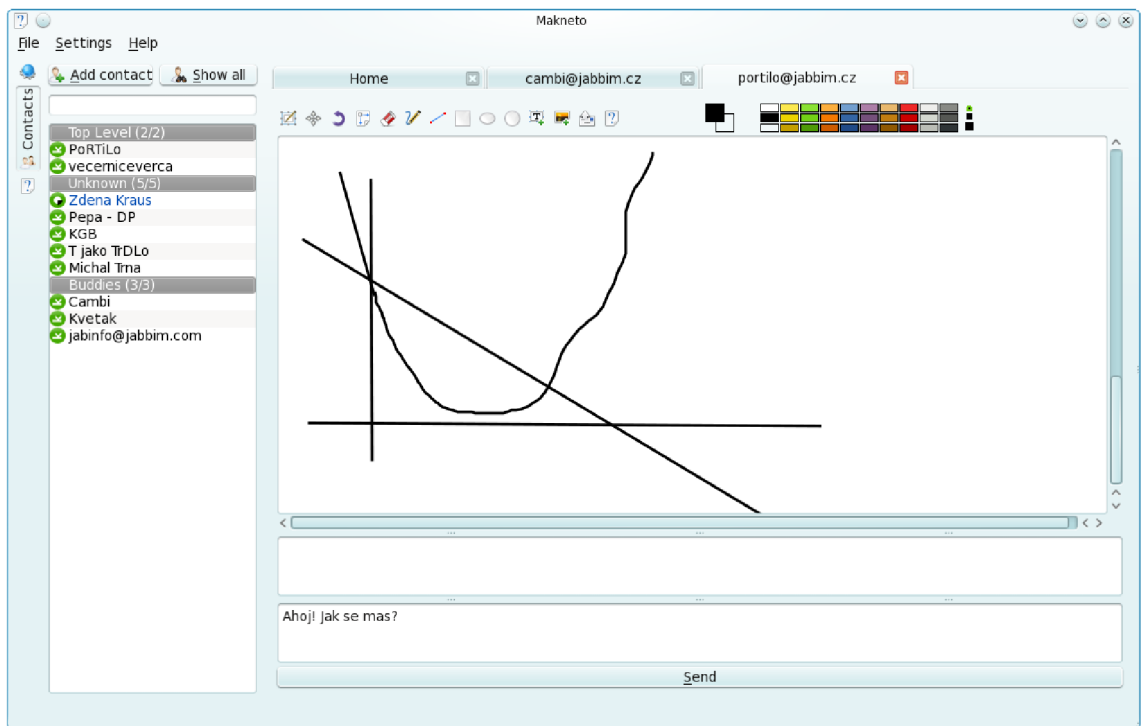 Makneto
File Settings Help
Add contact Show all
Home cambi@jabbim.cz portilo@jabbim.cz
Contacts
Top Level (2/2)
PoRTiLo
vecerniceverca
Unknown (5/5)
Zdena Kraus
Pepa - DP
KGB
T jako TrDLo
Michal Trna
Buddies (3/3)
Cambi
Kvetak
jabinfo@jabbim.com
Ahoj! Jak se mas?
Send